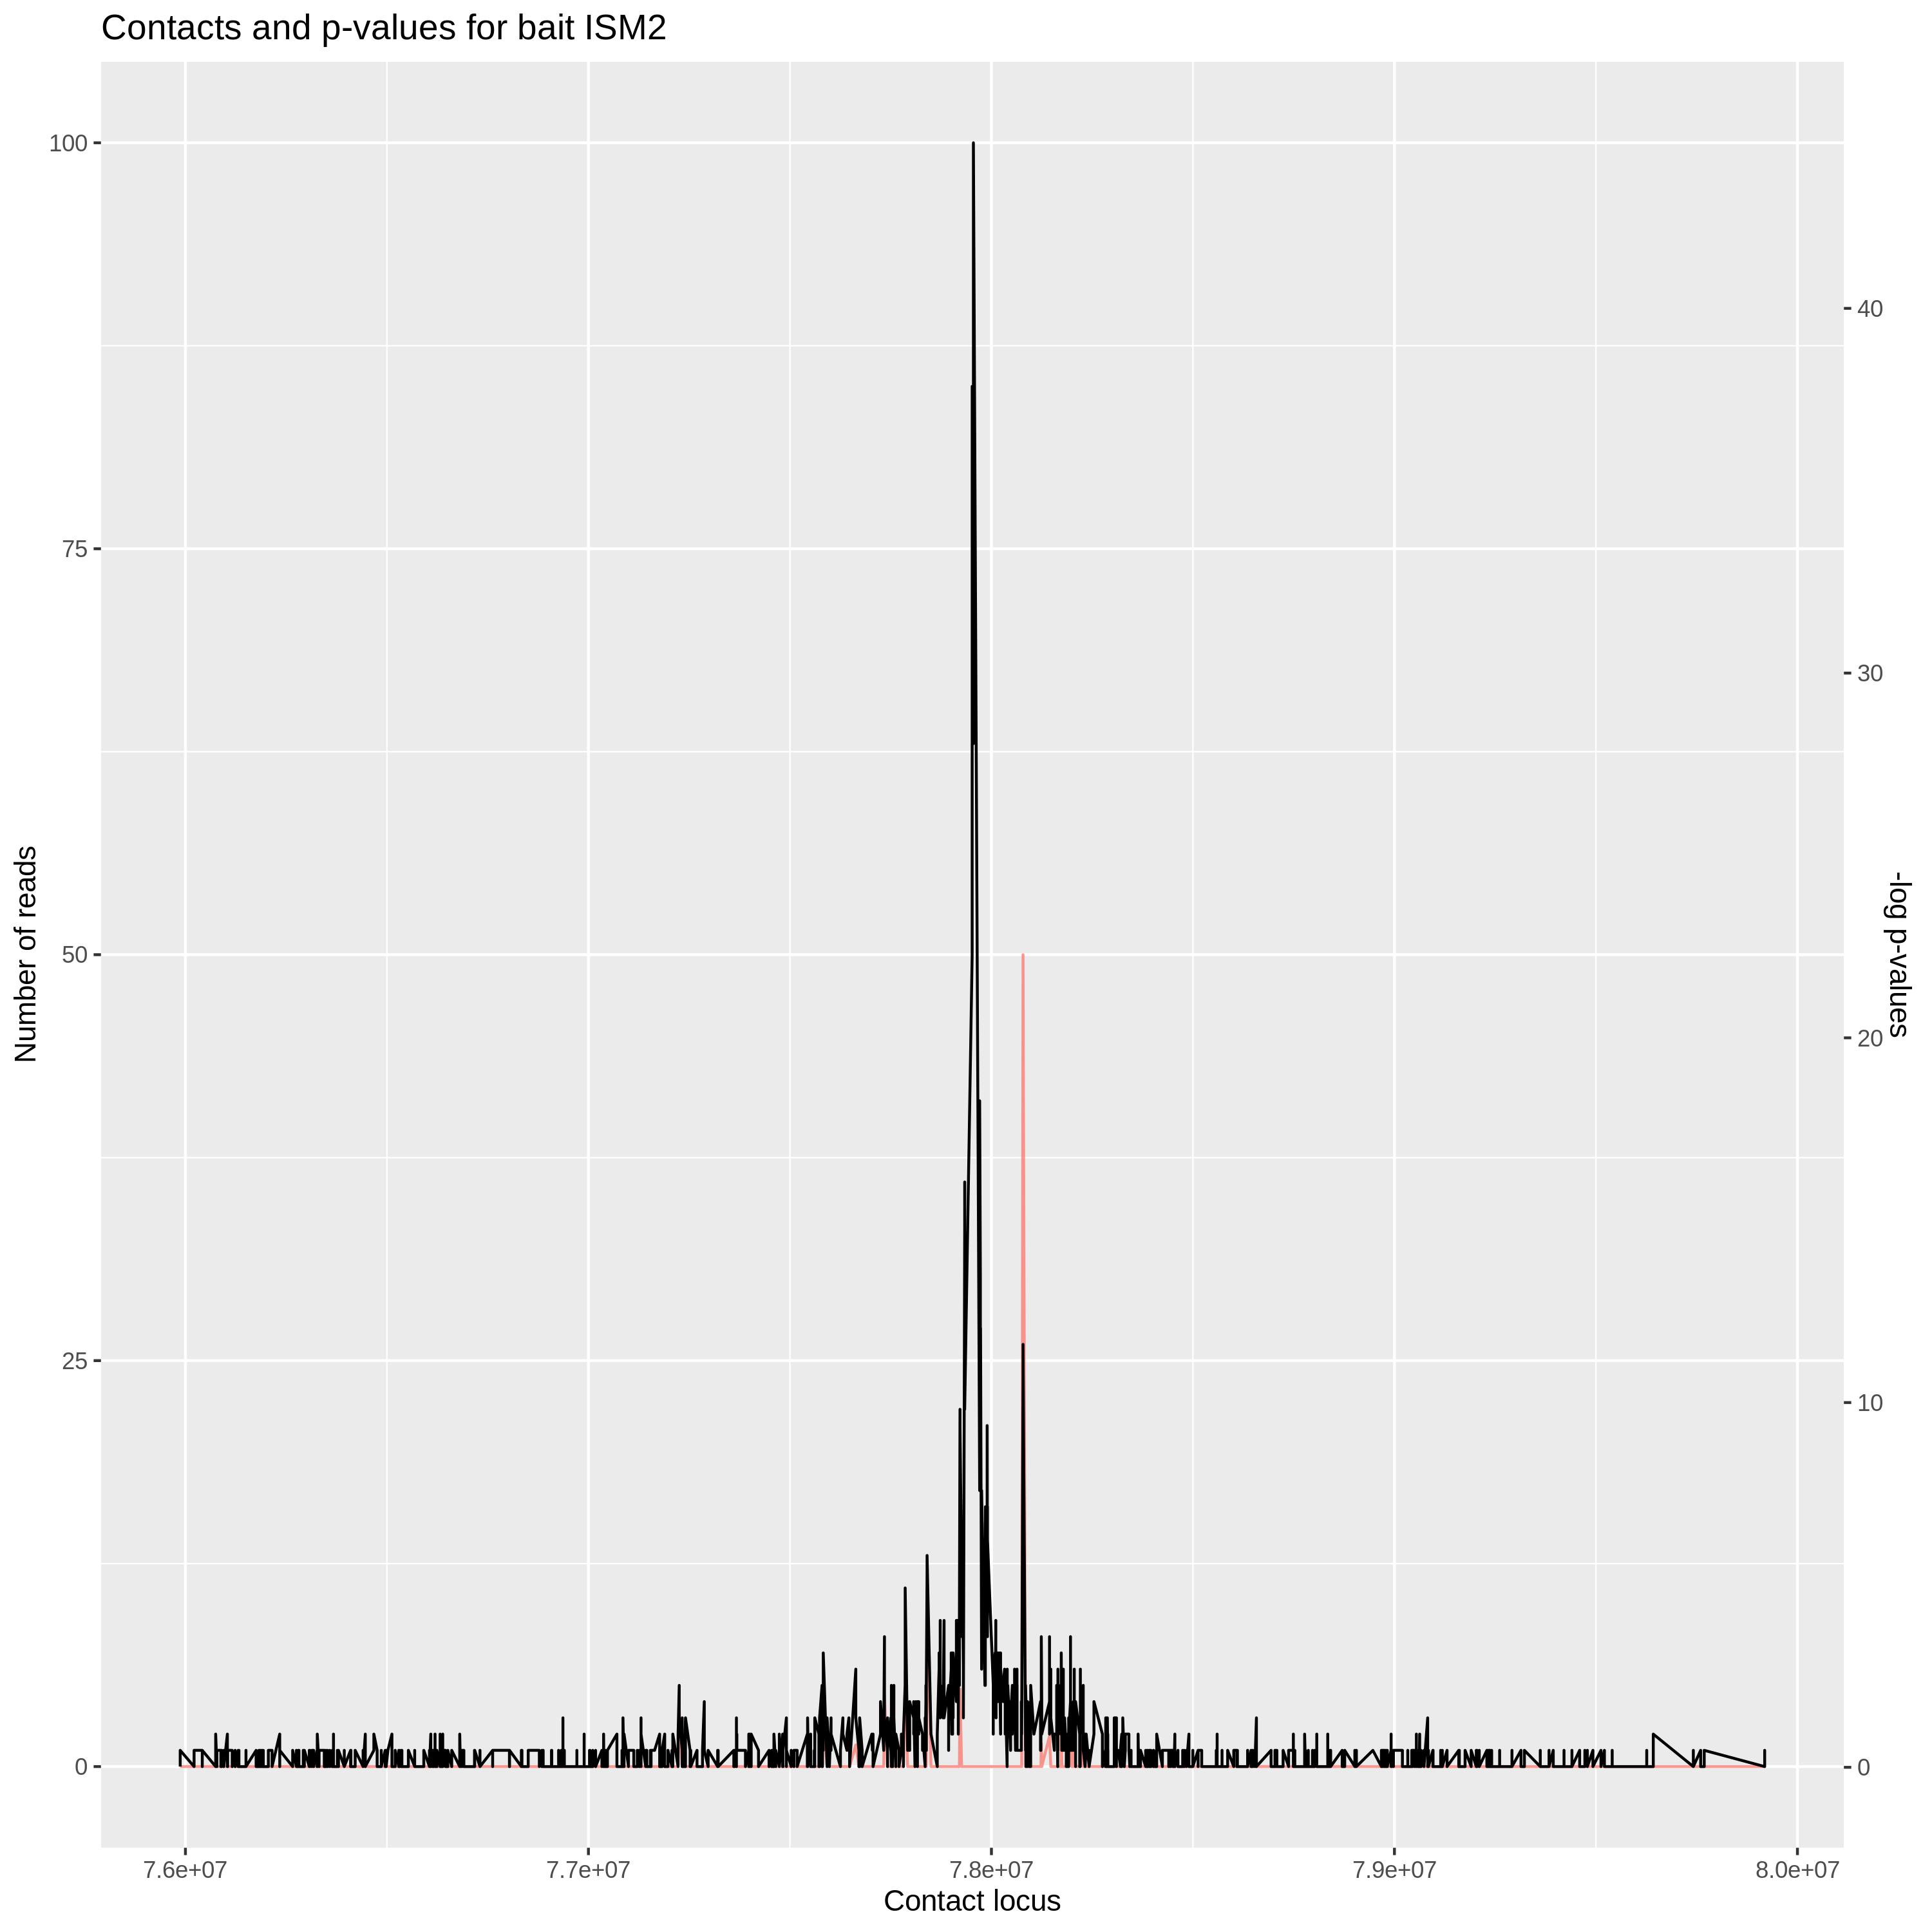 Contacts and p-values for bait ISM2
100
75
50
25
0
Number of reads
40
30
20
10
0
-log p-values
7.6e+07 7.7e+07 7.8e+07 7.9e+07 8.0e+07
Contact locus